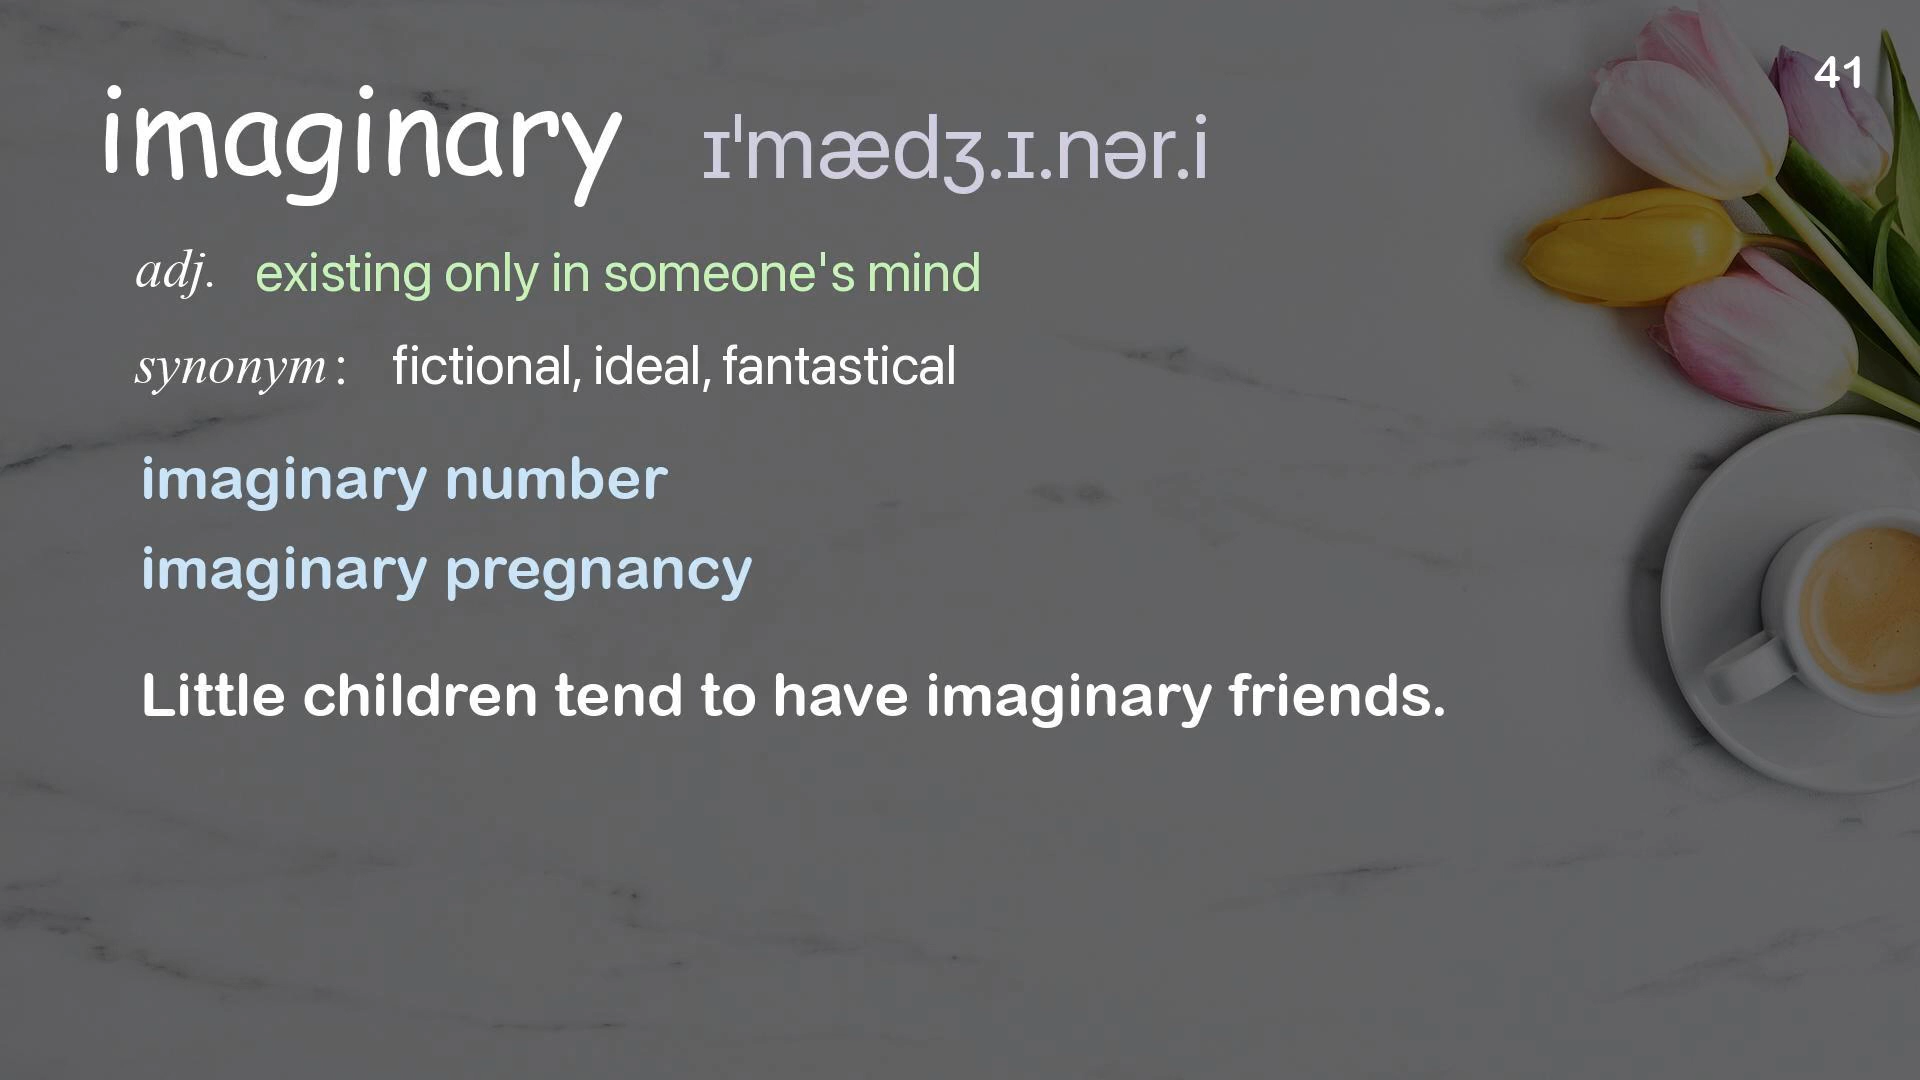 41
imaginary ɪˈmædʒ.ɪ.nər.i
adj. existing only in someone's mind
synonym: fictional, ideal, fantastical
imaginary number
imaginary pregnancy
Little children tend to have imaginary friends.